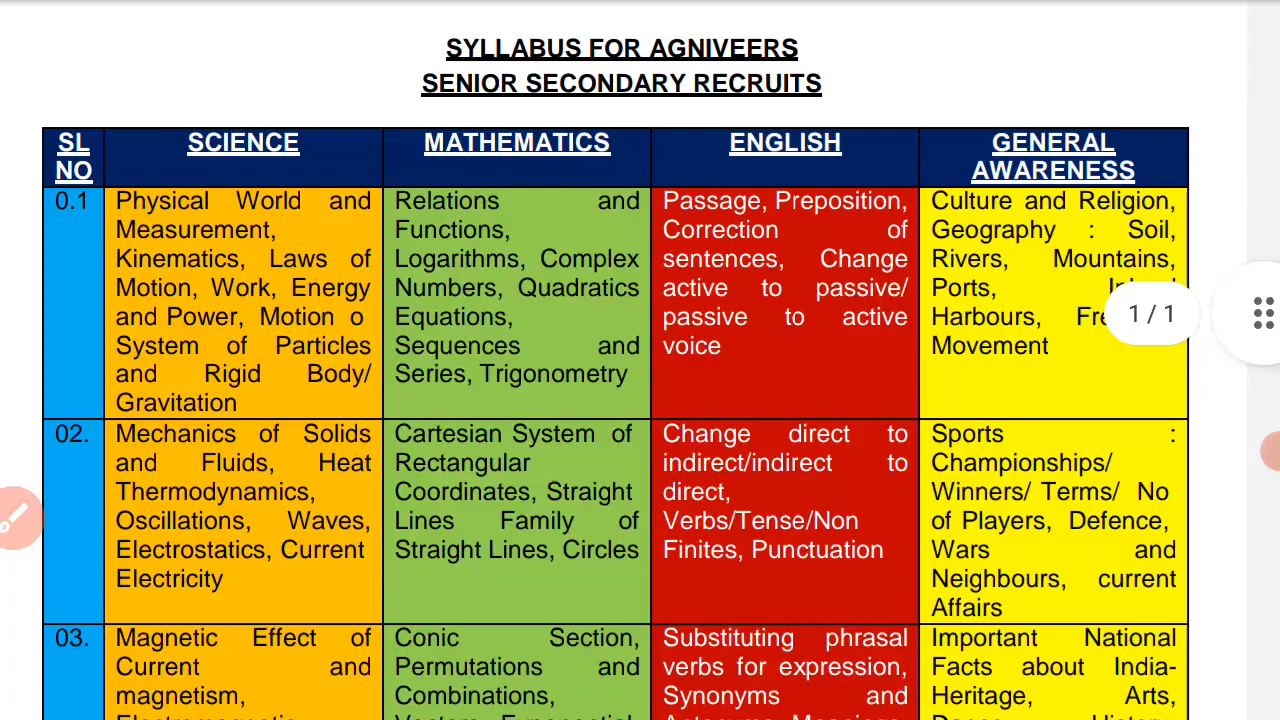 SYLLABUS FOR AGNIVEERS
SENIOR SECONDARY RECRUITS
SL NO
SCIENCE
MATHEMATICS
ENGLISH
GENERAL AWARENESS
0.1
Physical World and
Measurement,
Kinematics, Laws of
Motion, Work, Energy
and Power, Motion o
System of Particles
and Rigid Body/
Gravitation
Relations and
Functions,
Logarithms, Complex
Numbers, Quadratics
Equations,
Sequences and
Series, Trigonometry
Passage, Preposition,
Correction of
sentences, Change
active to passive/
passive to active
voice
Culture and Religion,
Geography : Soil,
Rivers, Mountains,
Ports,
Harbours,
Movement
1 / 1
02.
Mechanics of Solids
and Fluids, Heat
Thermodynamics,
Oscillations, Waves,
Electrostatics, Current
Electricity
Cartesian System of
Rectangular
Coordinates, Straight
Lines Family of
Straight Lines, Circles
Change direct to
indirect/indirect to
direct,
Verbs/Tense/Non
Finites, Punctuation
Sports :
Championships/
Winners/ Terms/ No
of Players, Defence,
Wars and
Neighbours, current
Affairs
03.
Magnetic Effect of
Current and
magnetism,
Conic Section,
Permutations and
Combinations,
Substituting phrasal
verbs for expression,
Synonyms and
Important National
Facts about India-
Heritage, Arts,